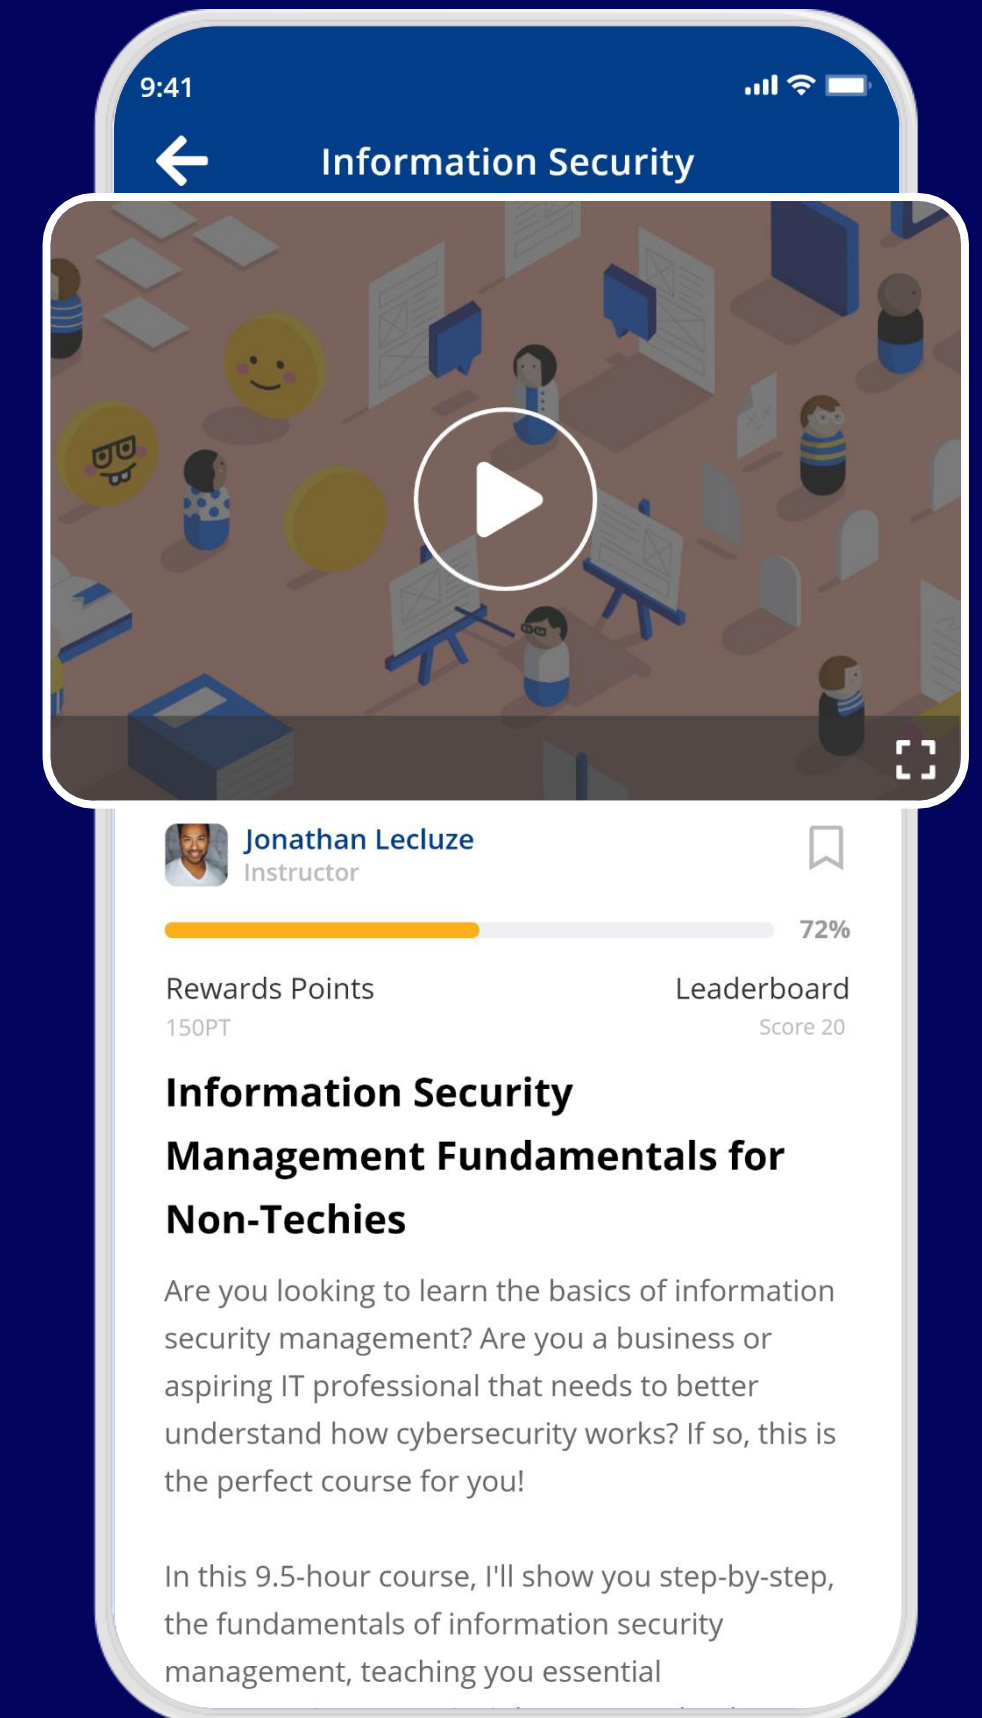 9:41
Information Security
Jonathan Lecluze
Instructor
72%
Rewards Points
Leaderboard
150PT
Score 20
Information Security
Management Fundamentals for
Non-Techies
Are you looking to learn the basics of information
security management? Are you a business or
aspiring IT professional that needs to better
understand how cybersecurity works? If so, this is
the perfect course for you!
In this 9.5-hour course, I'll show you step-by-step,
the fundamentals of information security
management, teaching you essential